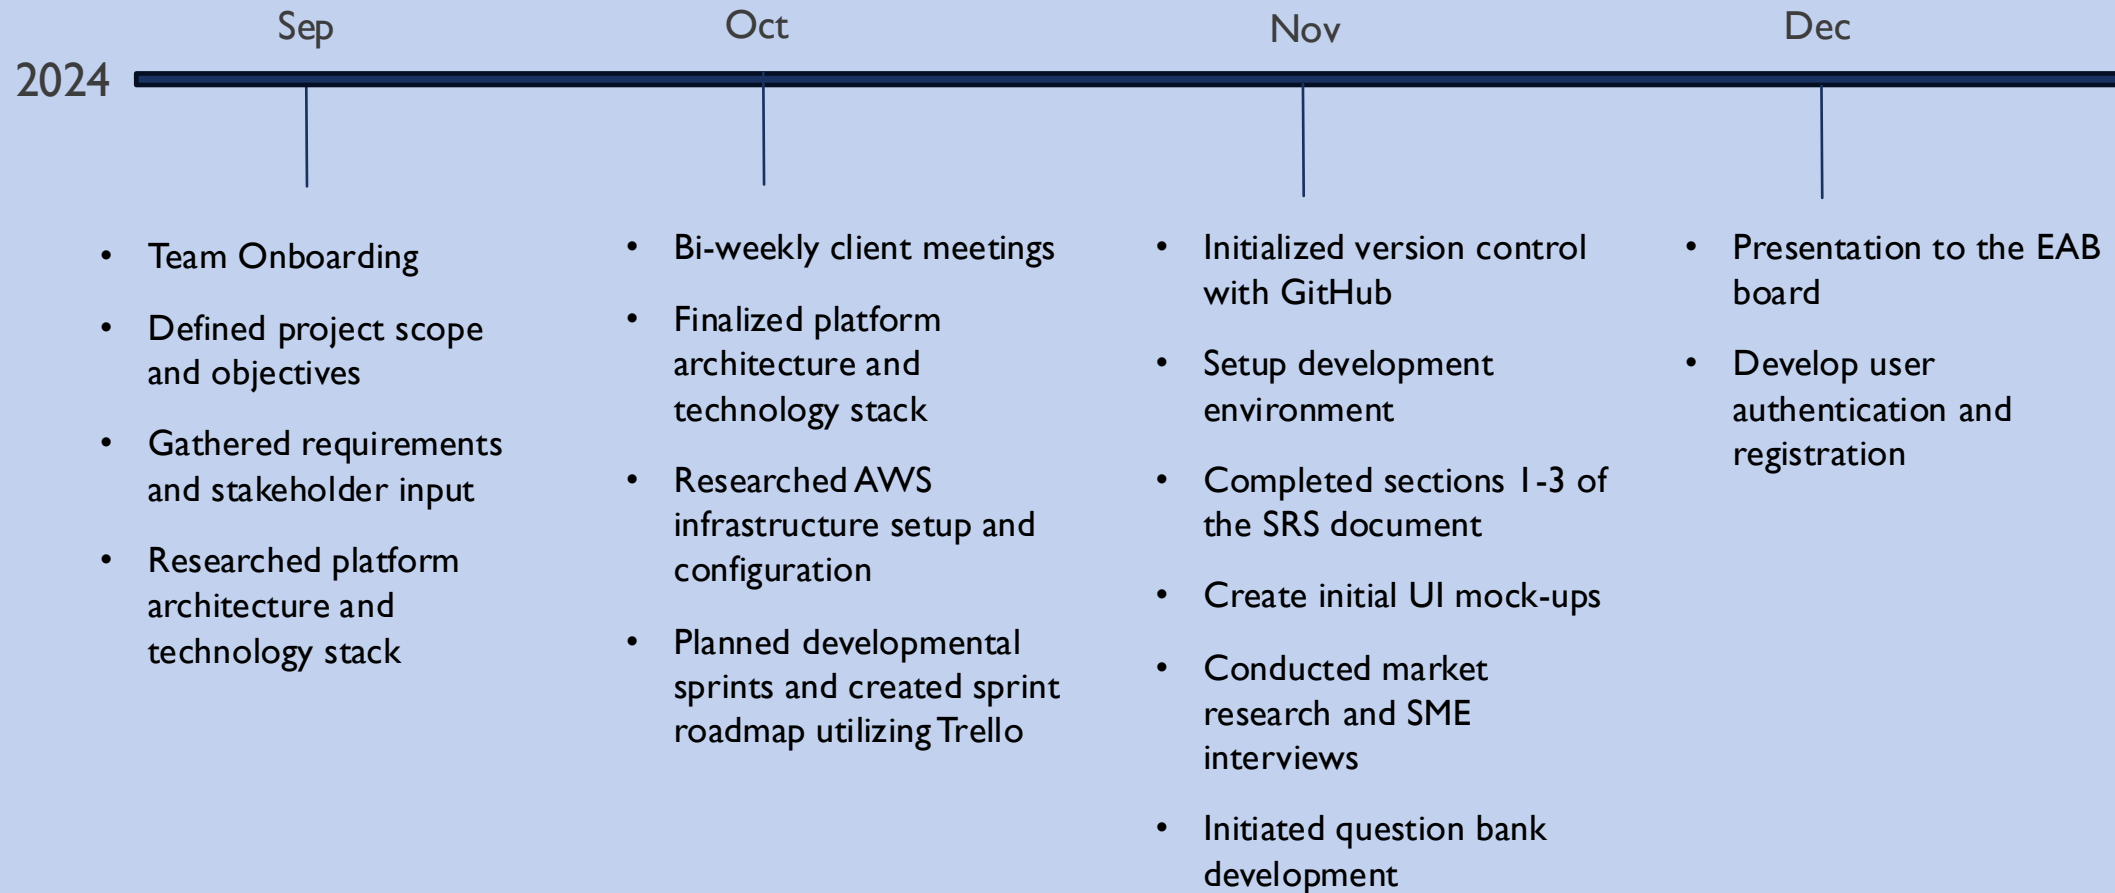 Sep
Oct
Nov
Dec
2024
• Team Onboarding
• Defined project scope
and objectives
• Gathered requirements
and stakeholder input
• Researched platform
architecture and
technology stack
• Bi-weekly client meetings
• Finalized platform
architecture and
technology stack
• Researched AWS
infrastructure setup and
configuration
• Planned developmental
sprints and created sprint
roadmap utilizing Trello
• Initialized version control
with GitHub
• Setup development
environment
• Completed sections 1-3 of
the SRS document
• Create initial UI mock-ups
• Conducted market
research and SME
interviews
• Initiated question bank
development
• Presentation to the EAB
board
• Develop user
authentication and
registration